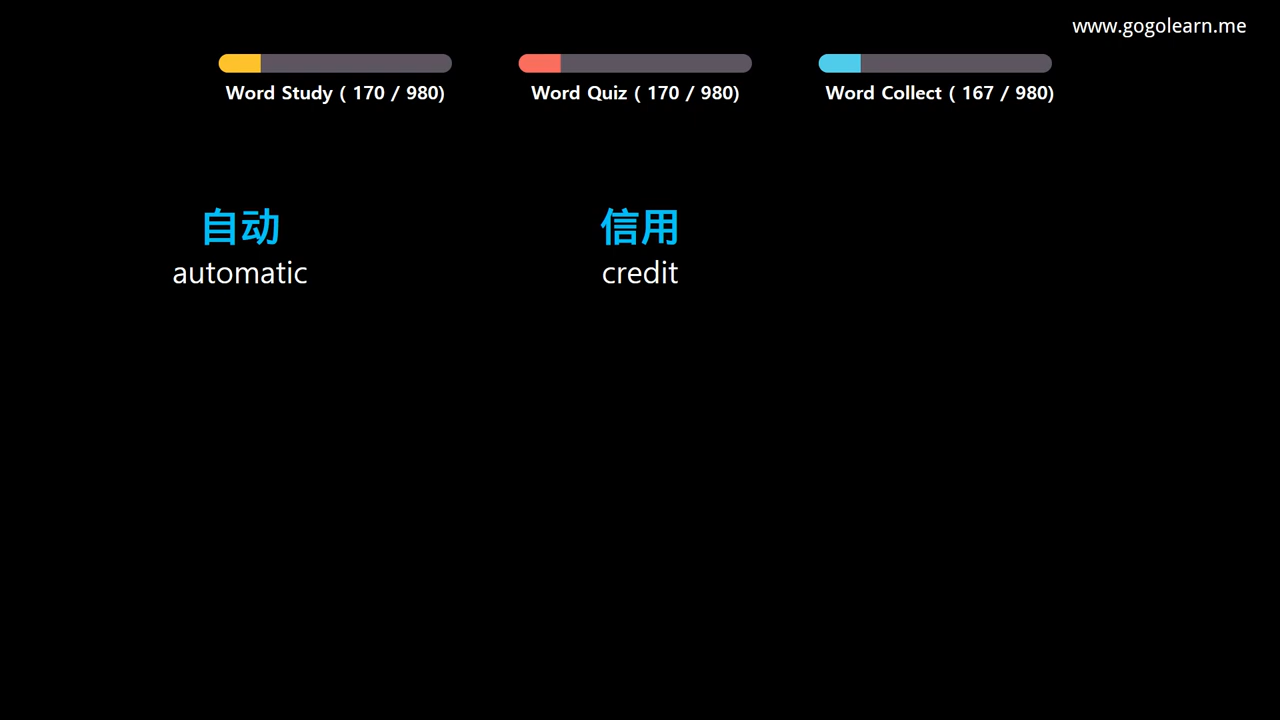 www.gogolearn.me
Word Study ( 170 / 980)
Word Quiz ( 170 / 980)
Word Collect ( 167 / 980)
自动
automatic
信用
credit